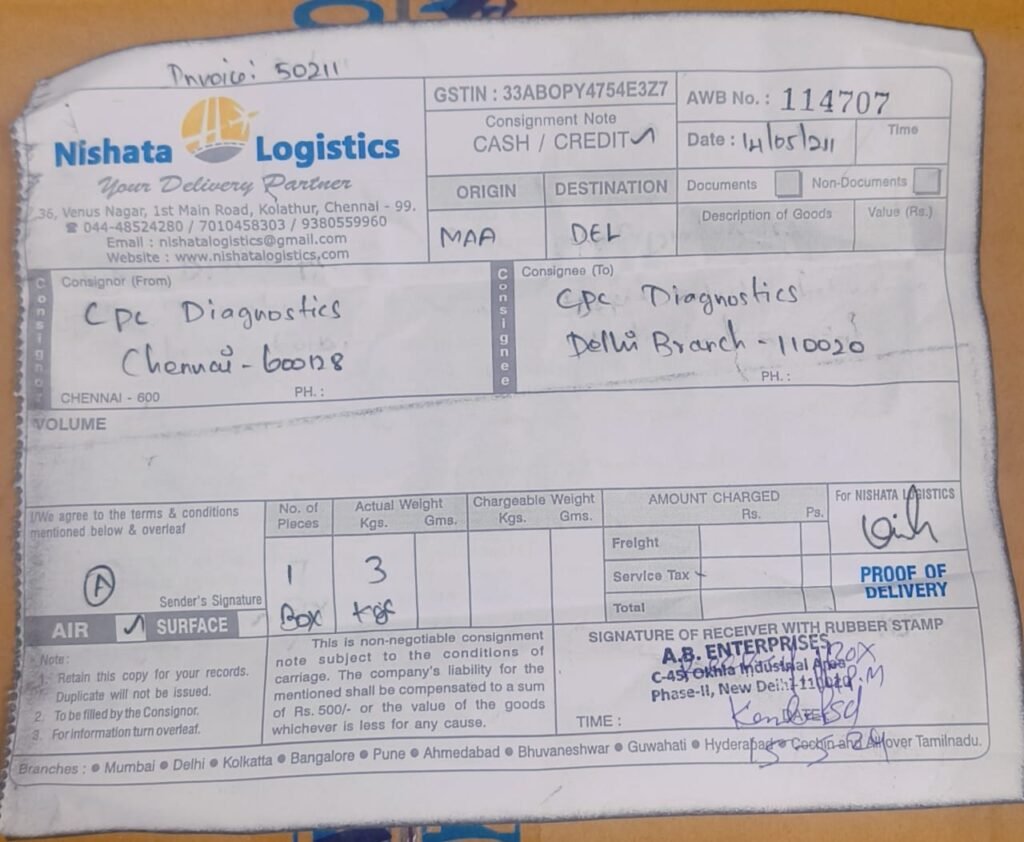 Invoice: 50211
Nishata Logistics
Your Delivery Partner
36, Venus Nagar, 1st Main Road, Kolathur, Chennai - 99.
☎ 044-48524280 / 7010458303 / 9380559960
Email : nishatalogistics@gmail.com
Website : www.nishatalogistics.com
GSTIN : 33ABOPY4754E3Z7
Consignment Note
CASH / CREDIT ✓
AWB No. : 114707
Date : 14/05/24
Time
ORIGIN DESTINATION
MAA DEL
Documents Non-Documents
Description of Goods Value (Rs.)
Consignor
Consignor (From)
Cpc Diagnostics
Chennai - 600128
CHENNAI - 600 PH. :
Consignee
Consignee (To)
Cpc Diagnostics
Delhi Branch - 110020
PH. :
VOLUME
I/We agree to the terms & conditions
mentioned below & overleaf
A
Sender's Signature
AIR ✓ SURFACE
No. of Pieces
1
Box
Actual Weight
Kgs. Gms.
3
kgs
Chargeable Weight
Kgs. Gms.
AMOUNT CHARGED
Rs. Ps.
Freight
Service Tax
Total
For NISHATA LOGISTICS
PROOF OF
DELIVERY
Note :
1. Retain this copy for your records.
Duplicate will not be issued.
2. To be filled by the Consignor.
3. For information turn overleaf.
This is non-negotiable consignment
note subject to the conditions of
carriage. The company's liability for the
mentioned shall be compensated to a sum
of Rs. 500/- or the value of the goods
whichever is less for any cause.
SIGNATURE OF RECEIVER WITH RUBBER STAMP
A.B. ENTERPRISES
C-45, Okhla Industrial Area
Phase-II, New Delhi-110020
BOX
P.M
TIME : DATE :
Branches : ● Mumbai ● Delhi ● Kolkatta ● Bangalore ● Pune ● Ahmedabad ● Bhuvaneshwar ● Guwahati ● Hyderabad ● Cochin and All over Tamilnadu.